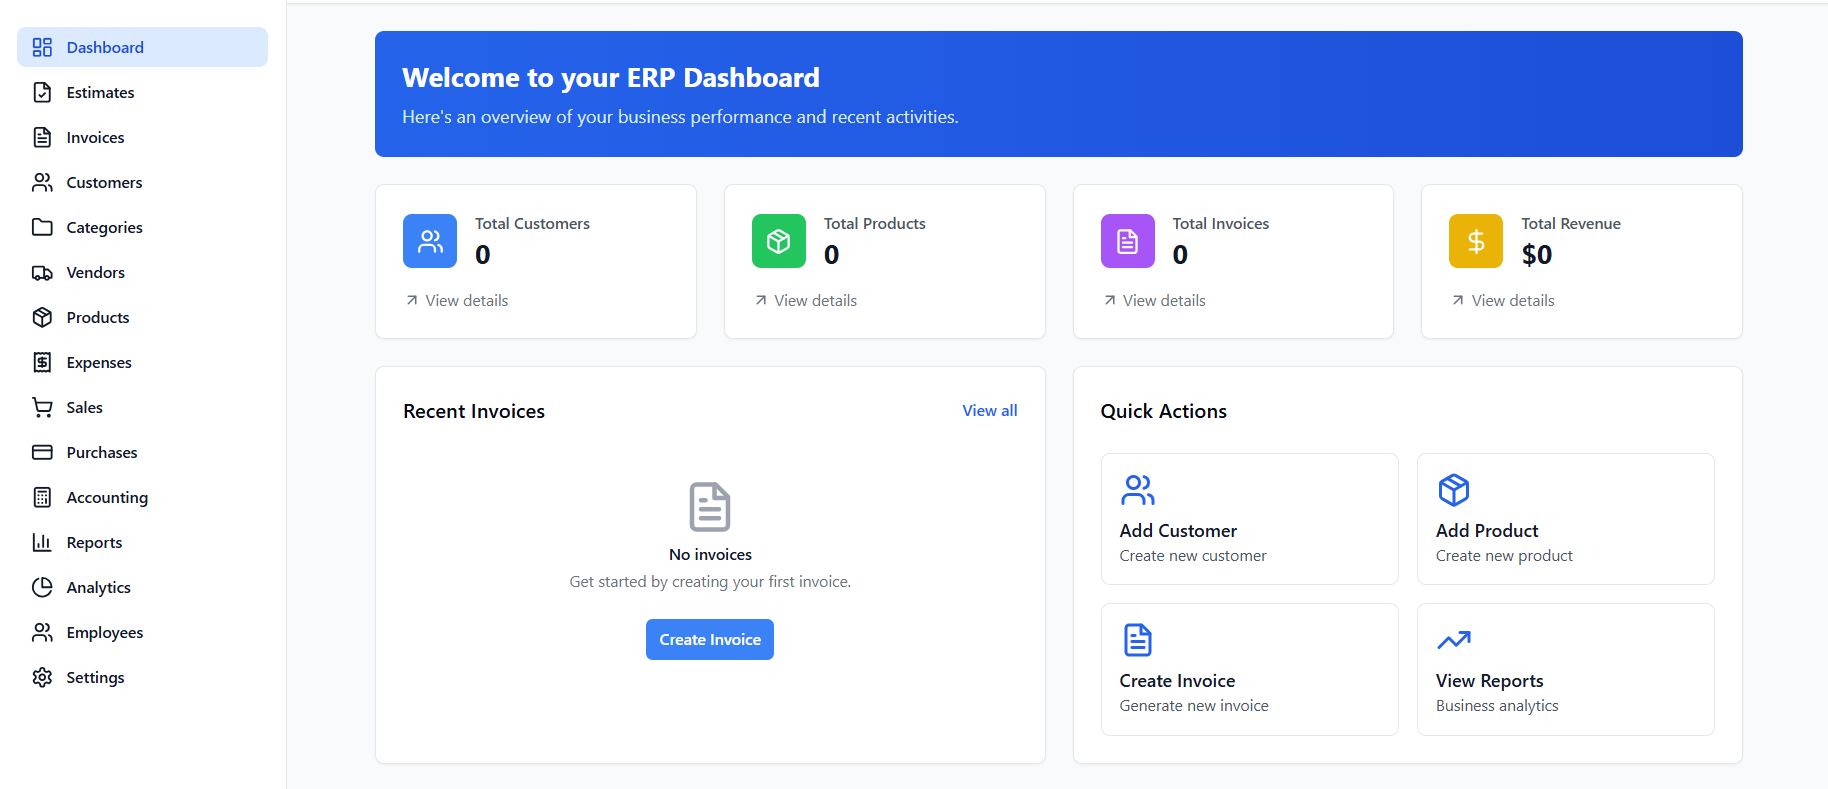 Dashboard
Estimates
Invoices
Customers
Categories
Vendors
Products
Expenses
Sales
Purchases
Accounting
Reports
Analytics
Employees
Settings
Welcome to your ERP Dashboard
Here's an overview of your business performance and recent activities.
Total Customers
0
View details
Total Products
0
View details
Total Invoices
0
View details
Total Revenue
$0
View details
Recent Invoices
View all
No invoices
Get started by creating your first invoice.
Create Invoice
Quick Actions
Add Customer
Create new customer
Add Product
Create new product
Create Invoice
Generate new invoice
View Reports
Business analytics